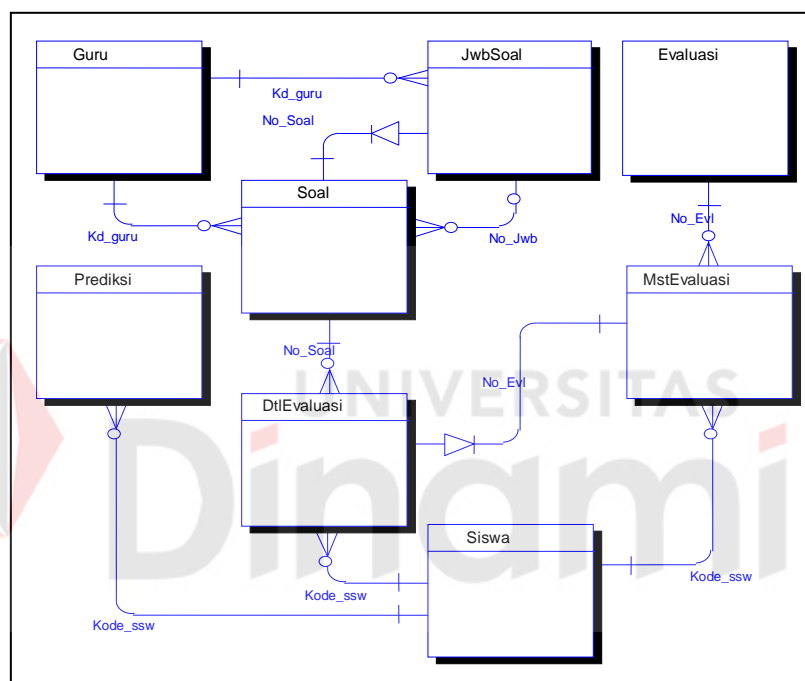 Guru
JwbSoal
Evaluasi
Kd_guru
No_Soal
Soal
Kd_guru
No_Jwb
No_Evl
Prediksi
MstEvaluasi
No_Soal
No_Evl
UNIVERSITAS
DtlEvaluasi
Dinami
Siswa
Kode_ssw
Kode_ssw
Kode_ssw